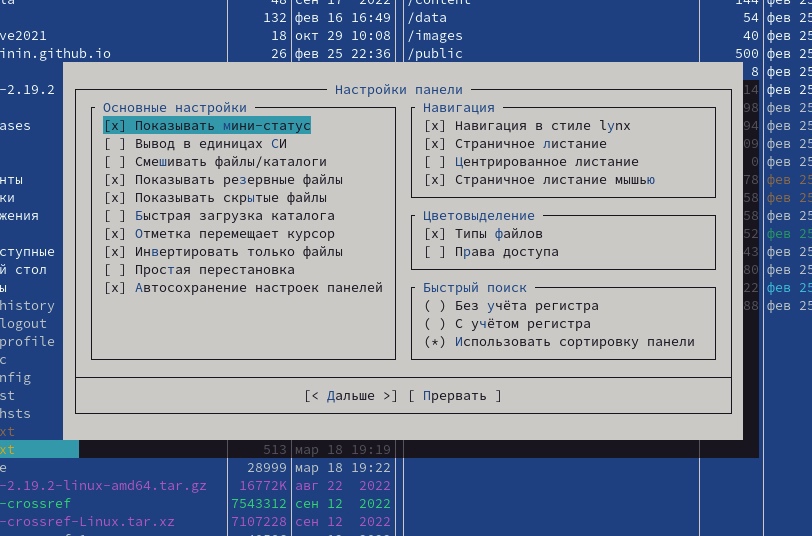 ta 48 сен 17 2022 /content 144 фев 25
132 фев 16 16:49 /data 54 фев 25
ve2021 18 окт 29 10:08 /images 40 фев 25
inin.github.io 26 фев 25 22:36 /public 500 фев 25
8 фев 25
-2.19.2 Настройки панели 14 фев 25
Основные настройки
[x] Показывать мини-статус
[ ] Вывод в единицах СИ
[ ] Смешивать файлы/каталоги
[x] Показывать резервные файлы
[x] Показывать скрытые файлы
[ ] Быстрая загрузка каталога
[x] Отметка перемещает курсор
[x] Инвертировать только файлы
[ ] Простая перестановка
[x] Автосохранение настроек панелей
Навигация
[x] Навигация в стиле lynx
[x] Страничное листание
[ ] Центрированное листание
[x] Страничное листание мышью
Цветовыделение
[x] Типы файлов
[ ] Права доступа
Быстрый поиск
( ) Без учёта регистра
( ) С учётом регистра
(*) Использовать сортировку панели
[< Дальше >] [ Прервать ]
ases
нты
ки
жения
ступные
й стол
ы
history
logout
profile
c
nfig
st
hsts
xt
xt 513 мар 18 19:19
e 28999 мар 18 19:22
-2.19.2-linux-amd64.tar.gz 16772K авг 22 2022
-crossref 7543312 сен 12 2022
-crossref-Linux.tar.xz 7107228 сен 12 2022
98 фев 25
94 фев 25
09 фев 25
0 фев 25
78 фев 25
58 фев 25
58 фев 25
52 фев 25
43 фев 25
80 фев 25
22 фев 25
88 фев 25